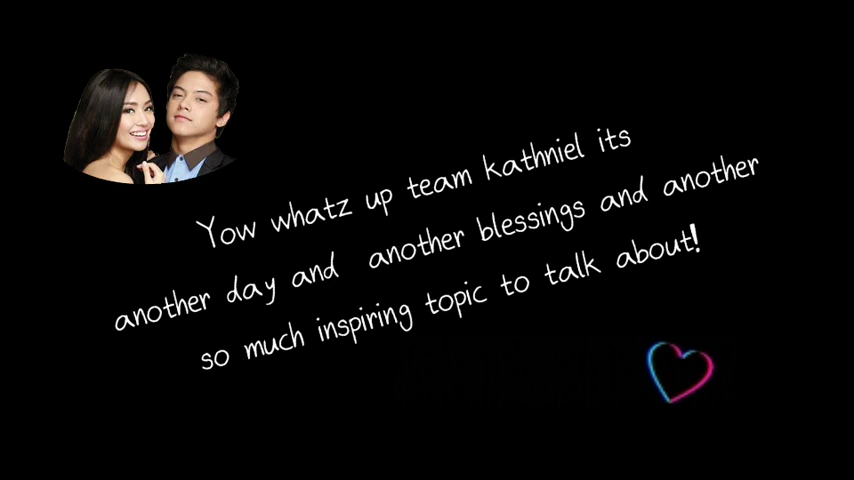 Yow whatz up team kathniel its
another day and another blessings and another
so much inspiring topic to talk about!